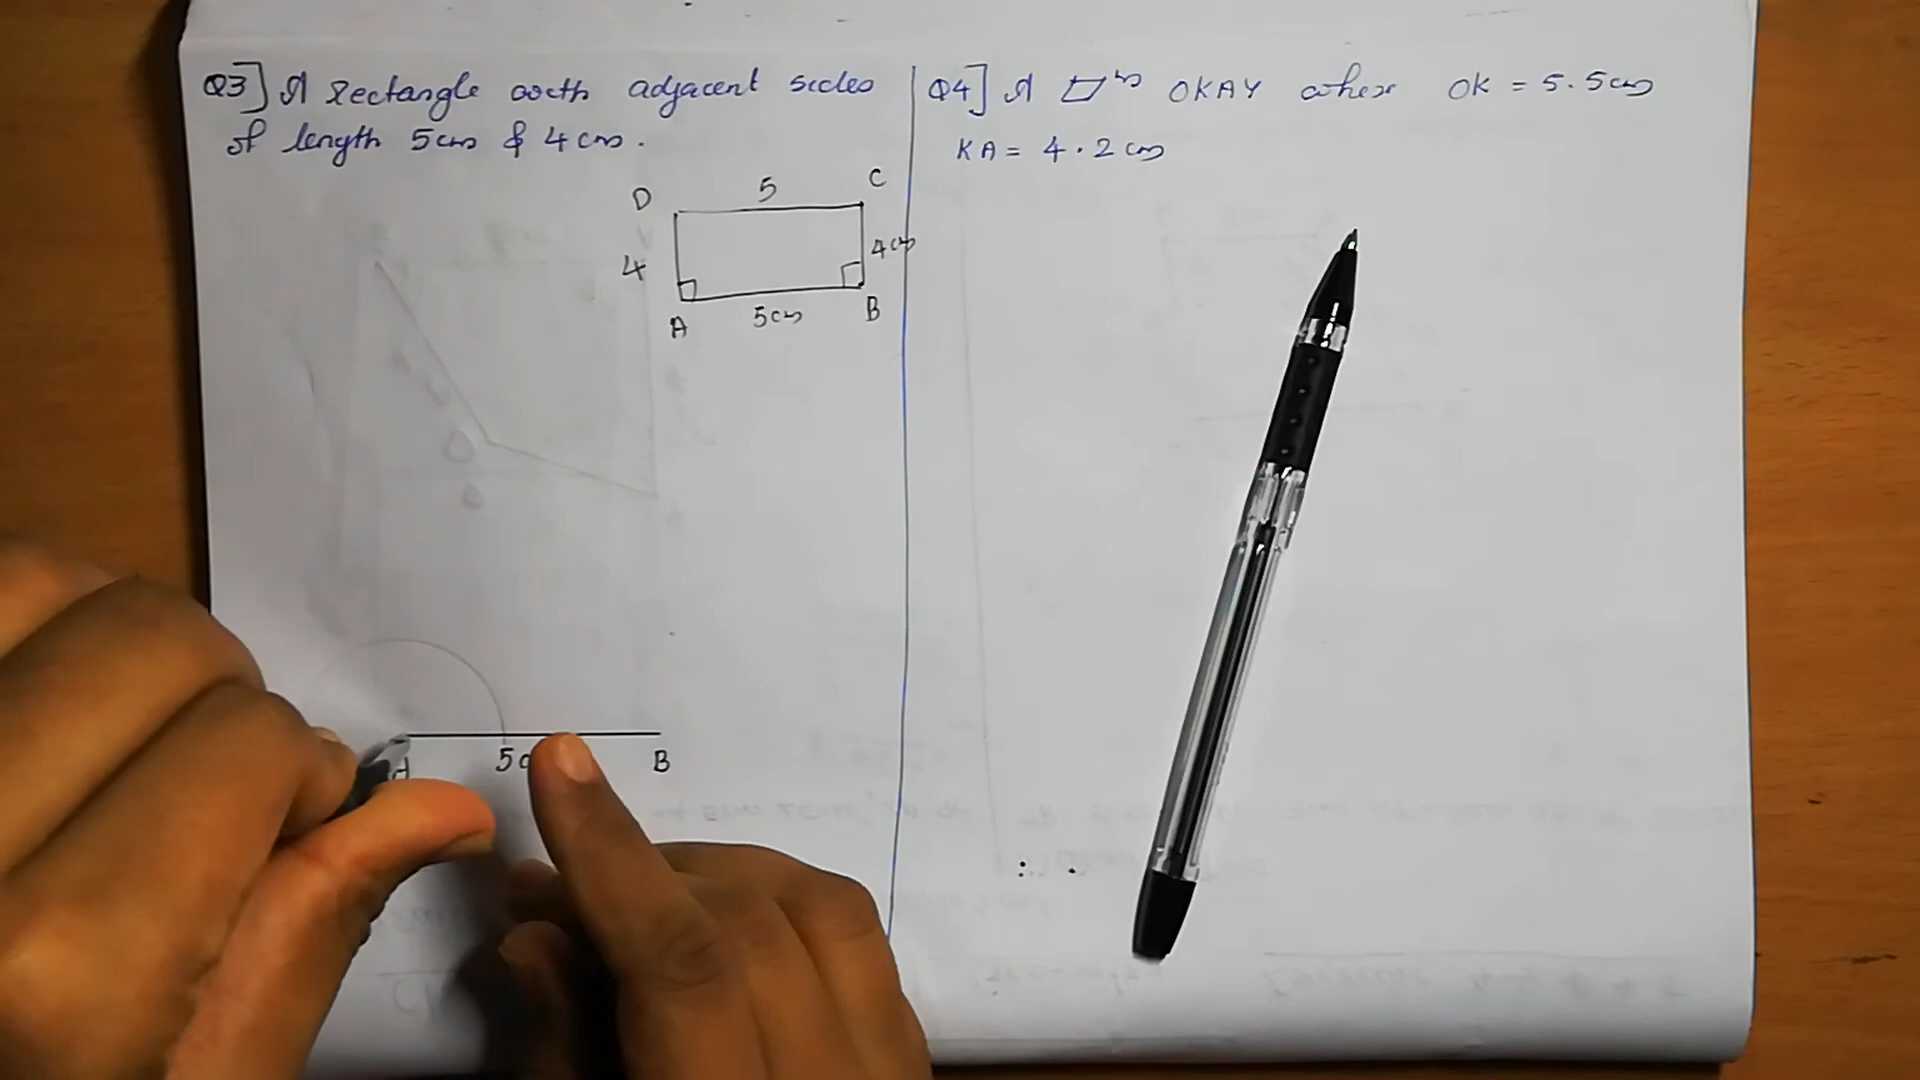 Q3] A rectangle with adjacent sides
of length 5cm & 4cm.
D 5 C
4 4cm
A 5cm B
A 5c B
Q4] A ▱m OKAY where OK = 5.5cm
KA = 4.2cm